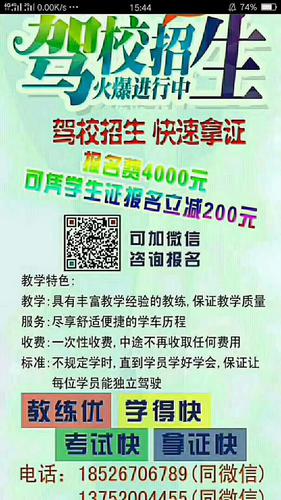 0.00K/s
15:44
74%
驾校招生
火爆进行中
驾校招生 快速拿证
报名费4000元
可凭学生证报名立减200元
可加微信
咨询报名
教学特色:
教学:具有丰富教学经验的教练,保证教学质量
服务:尽享舒适便捷的学车历程
收费:一次性收费,中途不再收取任何费用
标准:不规定学时,直到学员学好学会,保证让
每位学员能独立驾驶
教练优 学得快
考试快 拿证快
电话: 18526706789(同微信)
13752004455(同微信)